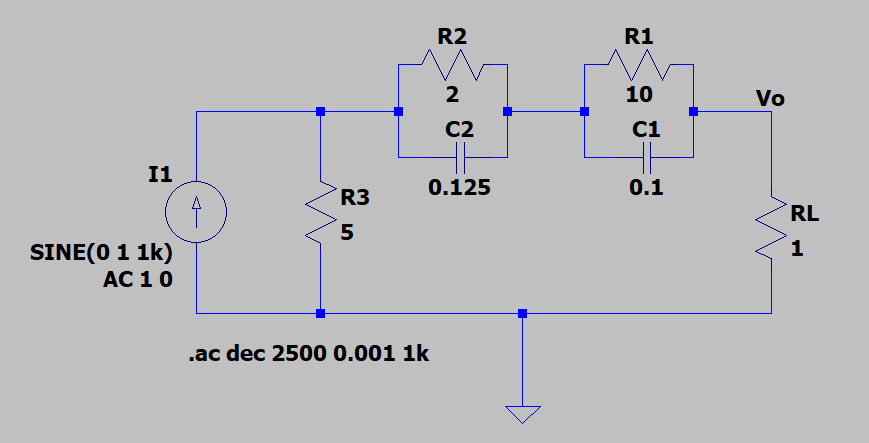 R2
2
C2
0.125
R1
10
C1
0.1
Vo
I1
SINE(0 1 1k)
AC 1 0
R3
5
RL
1
.ac dec 2500 0.001 1k